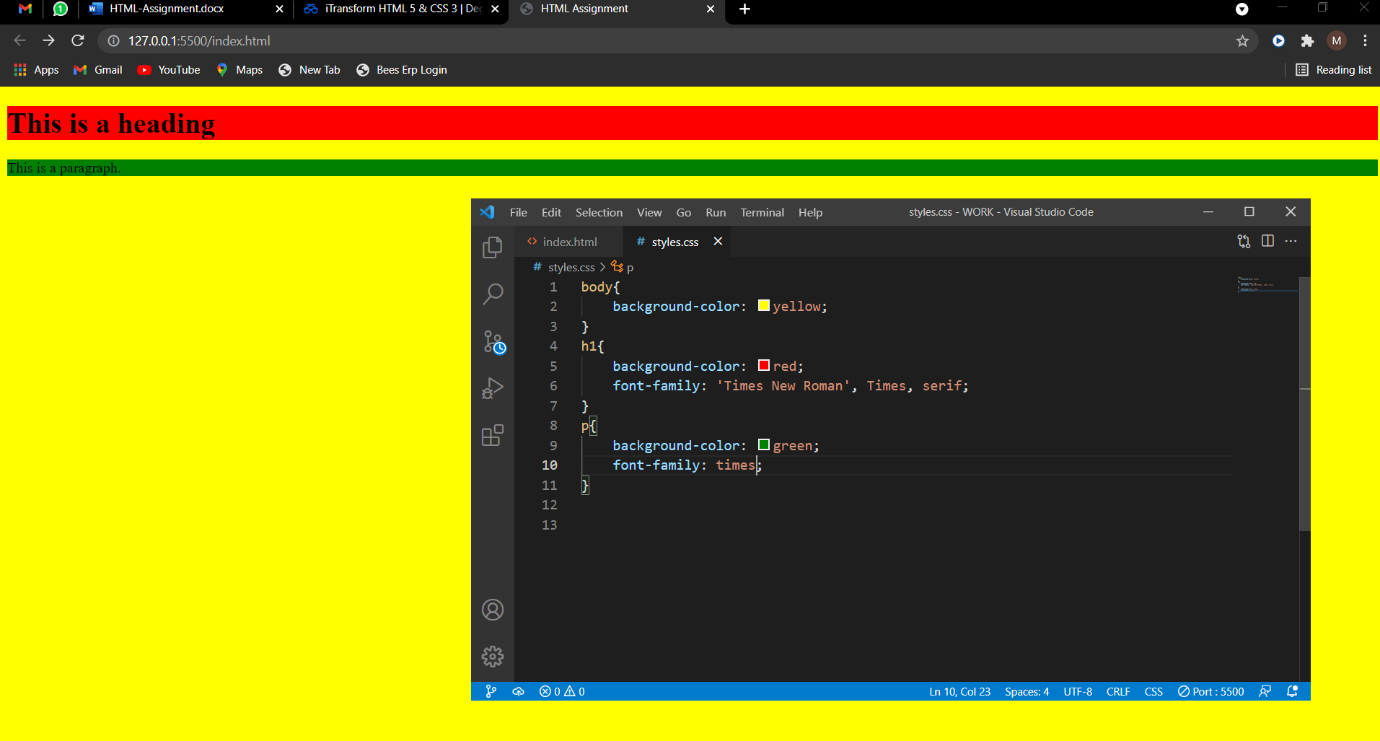 1 HTML-Assignment.docx iTransform HTML 5 & CSS 3 | De HTML Assignment
127.0.0.1:5500/index.html M
Apps Gmail YouTube Maps New Tab Bees Erp Login Reading list
This is a heading
This is a paragraph.
File Edit Selection View Go Run Terminal Help styles.css - WORK - Visual Studio Code
index.html # styles.css
# styles.css > p
1 body{
2 background-color: yellow;
3 }
4 h1{
5 background-color: red;
6 font-family: 'Times New Roman', Times, serif;
7 }
8 p{
9 background-color: green;
10 font-family: times;
11 }
12
13
0 0 Ln 10, Col 23 Spaces: 4 UTF-8 CRLF CSS Port : 5500